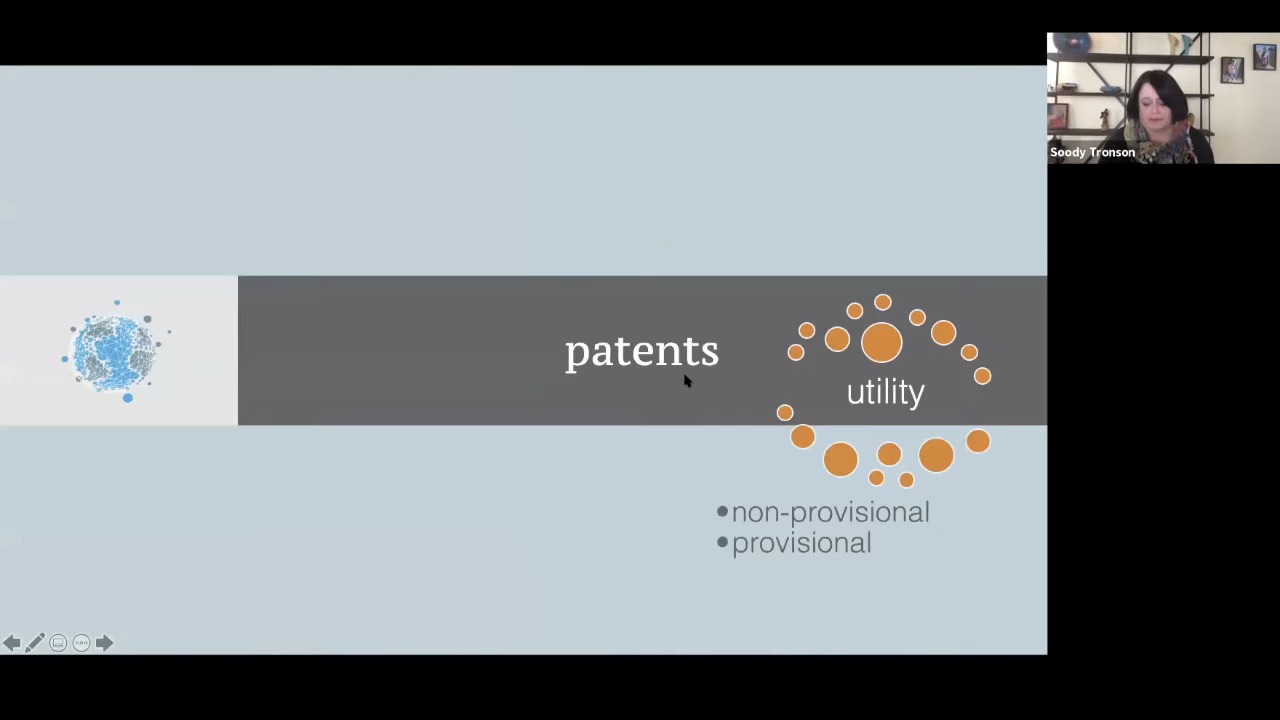 Soody Tronson
patents
utility
•non-provisional
•provisional